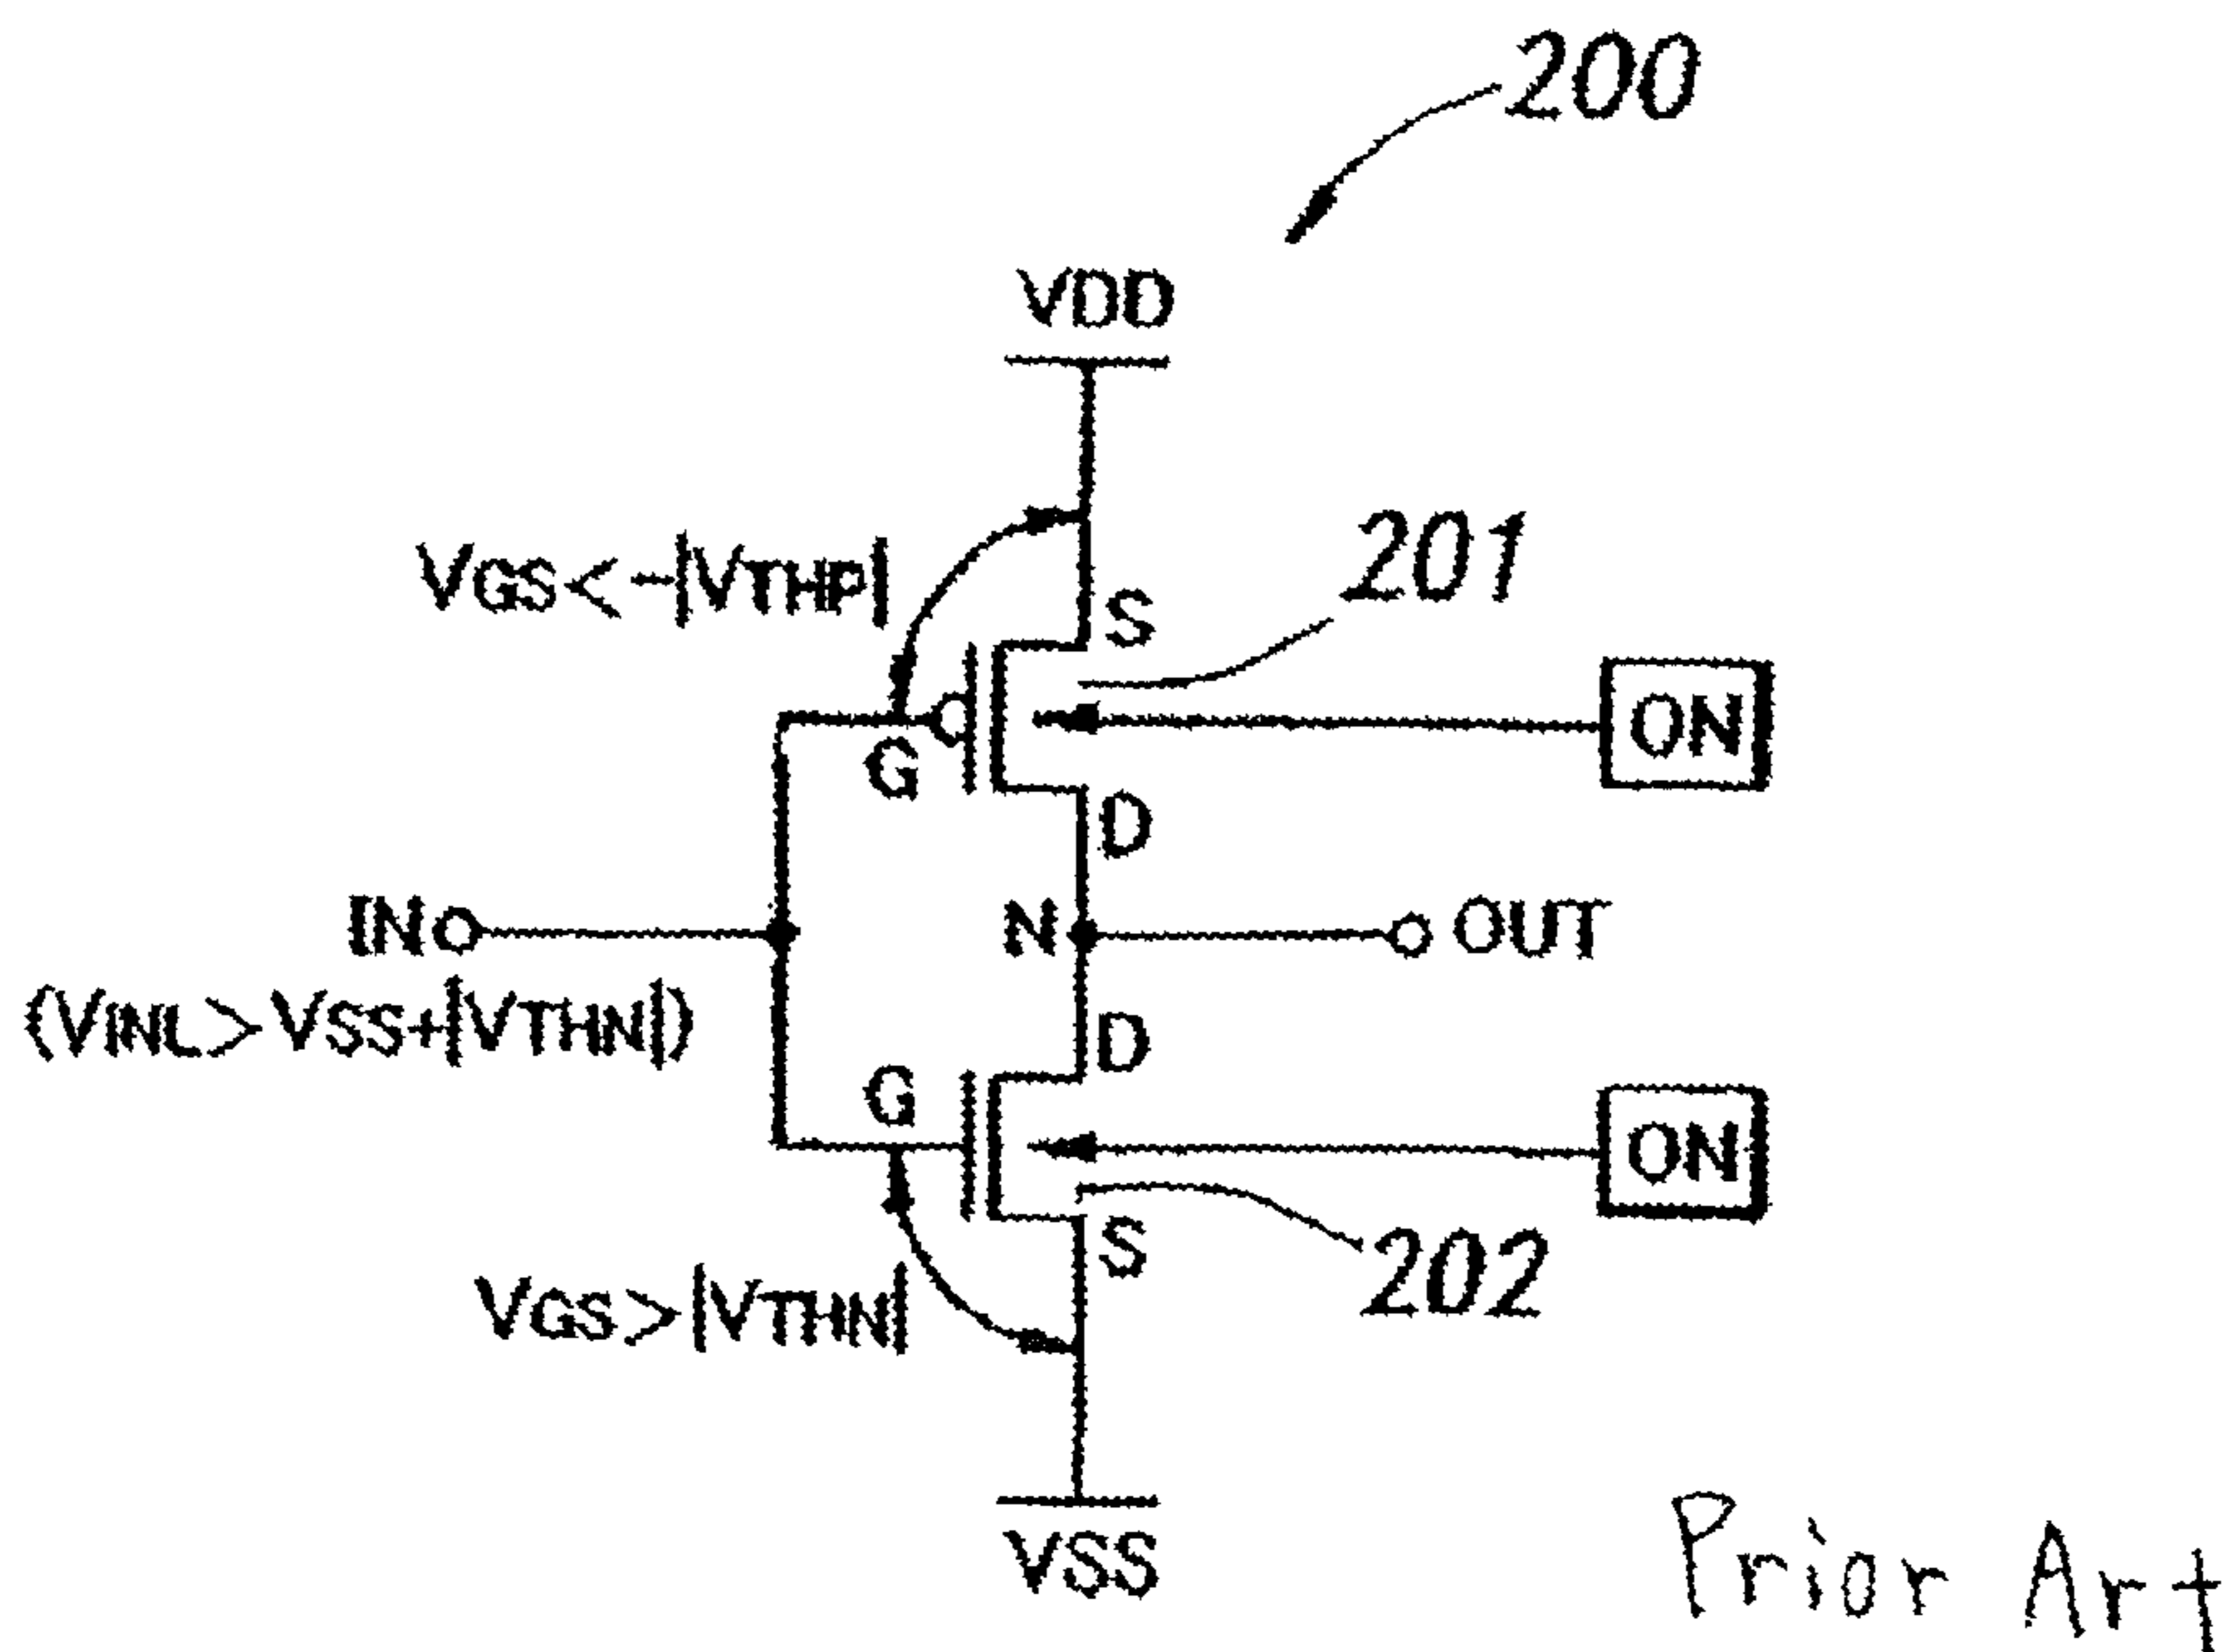 200
VDD
VGS<-|VTHP|
201
S
G
ON
D
IN
N
OUT
(VINL>VSS+|VTHN|)
D
G
ON
S
202
VGS>|VTHN|
VSS
Prior Art